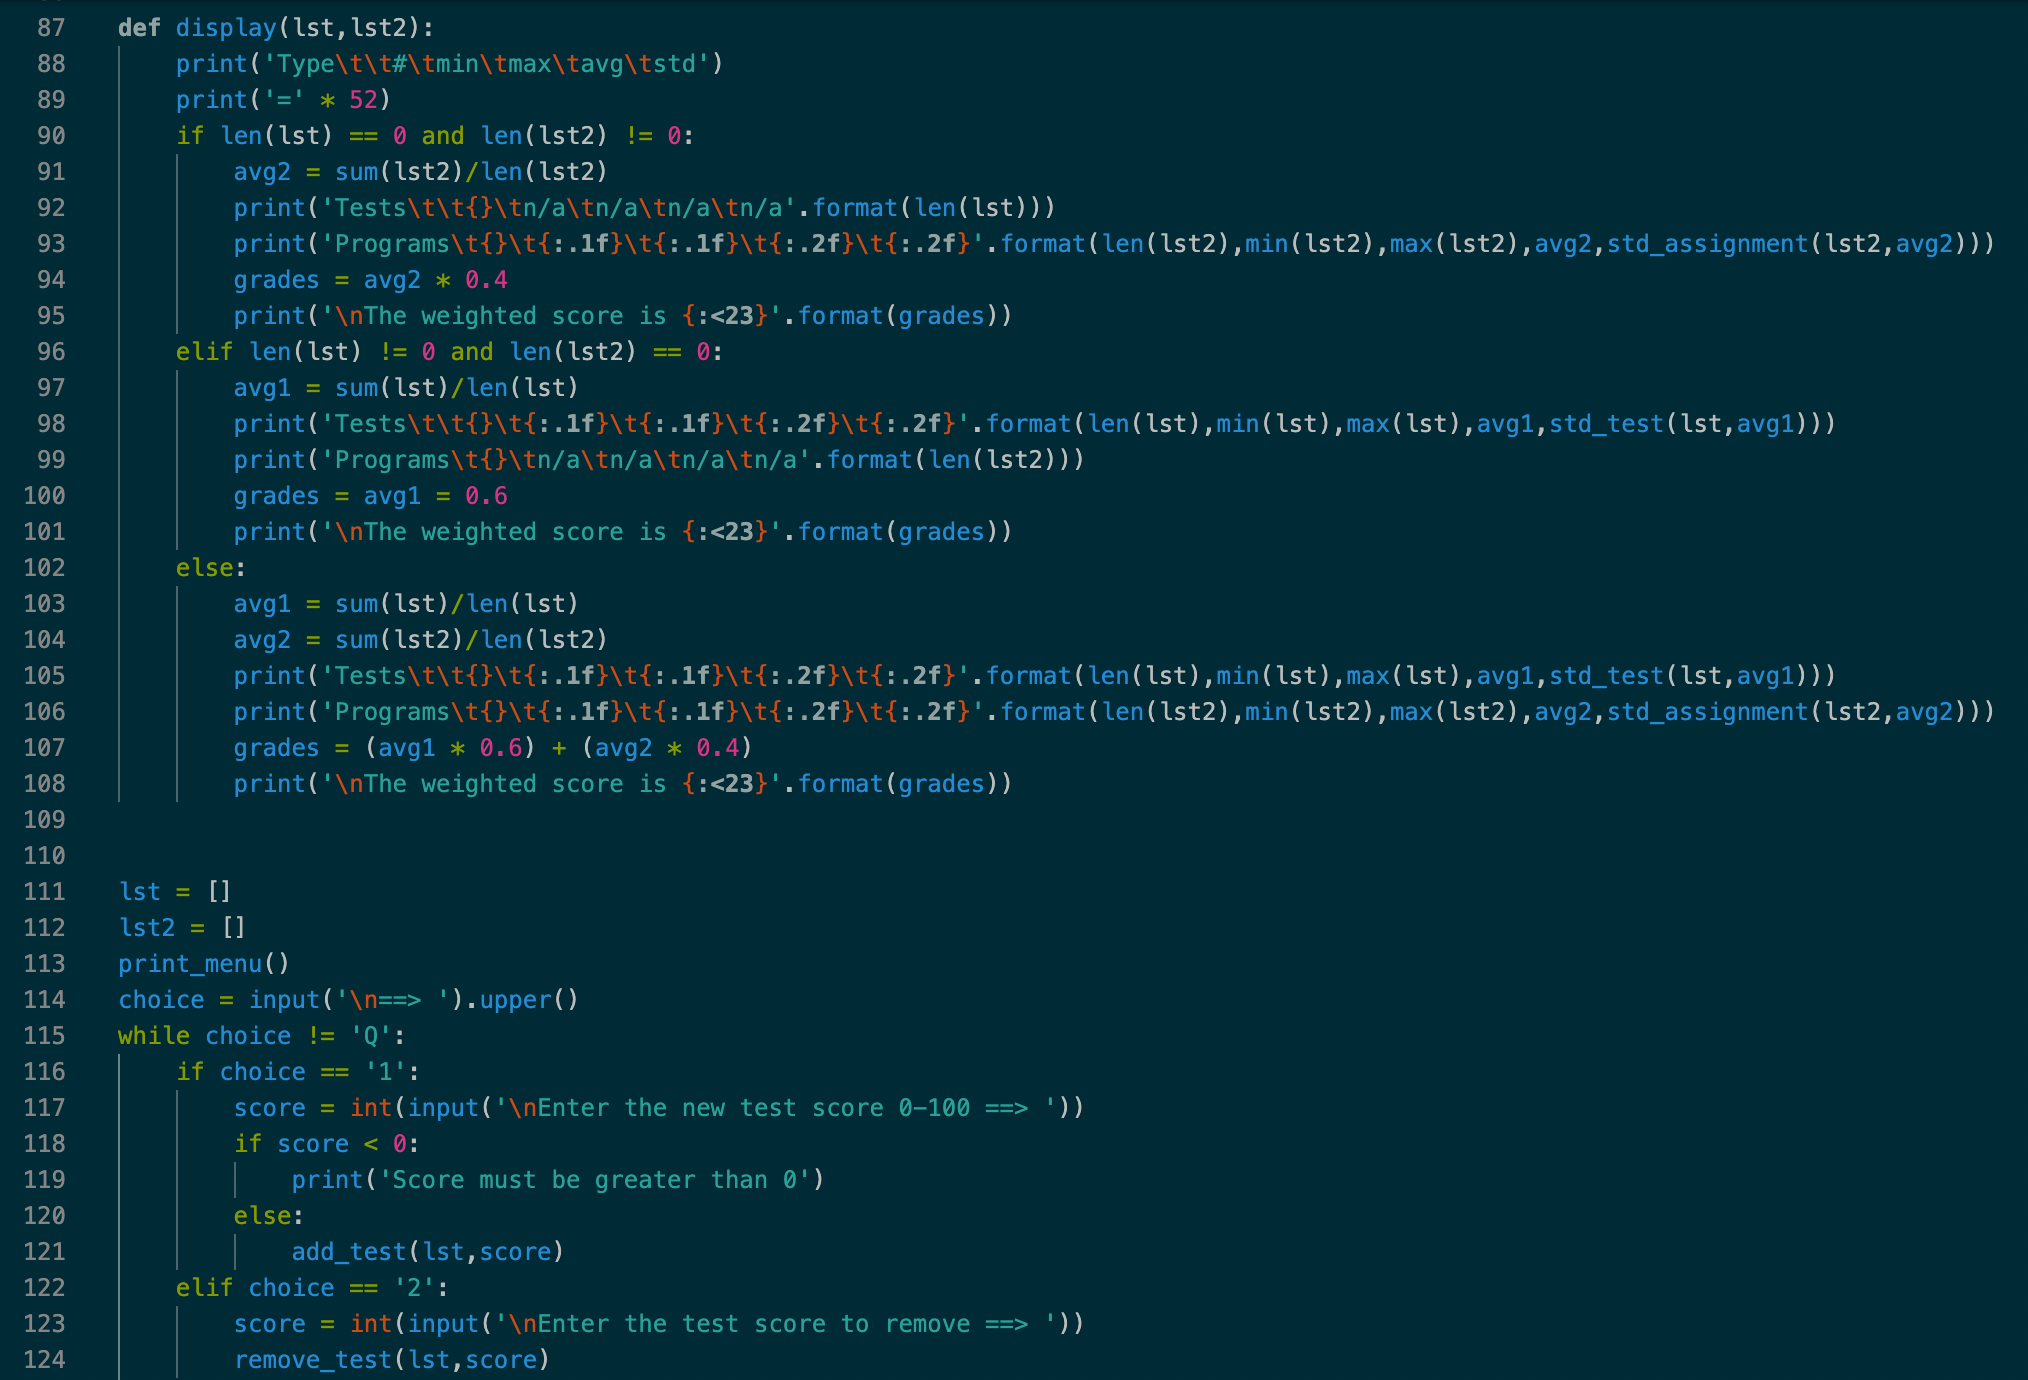 87 def display(lst,lst2):
88 print('Type\t\t#\tmin\tmax\tavg\tstd')
89 print('=' * 52)
90 if len(lst) == 0 and len(lst2) != 0:
91 avg2 = sum(lst2)/len(lst2)
92 print('Tests\t\t{}\tn/a\tn/a\tn/a\tn/a'.format(len(lst)))
93 print('Programs\t{}\t{:.1f}\t{:.1f}\t{:.2f}\t{:.2f}'.format(len(lst2),min(lst2),max(lst2),avg2,std_assignment(lst2,avg2)))
94 grades = avg2 * 0.4
95 print('\nThe weighted score is {:<23}'.format(grades))
96 elif len(lst) != 0 and len(lst2) == 0:
97 avg1 = sum(lst)/len(lst)
98 print('Tests\t\t{}\t{:.1f}\t{:.1f}\t{:.2f}\t{:.2f}'.format(len(lst),min(lst),max(lst),avg1,std_test(lst,avg1)))
99 print('Programs\t{}\tn/a\tn/a\tn/a\tn/a'.format(len(lst2)))
100 grades = avg1 = 0.6
101 print('\nThe weighted score is {:<23}'.format(grades))
102 else:
103 avg1 = sum(lst)/len(lst)
104 avg2 = sum(lst2)/len(lst2)
105 print('Tests\t\t{}\t{:.1f}\t{:.1f}\t{:.2f}\t{:.2f}'.format(len(lst),min(lst),max(lst),avg1,std_test(lst,avg1)))
106 print('Programs\t{}\t{:.1f}\t{:.1f}\t{:.2f}\t{:.2f}'.format(len(lst2),min(lst2),max(lst2),avg2,std_assignment(lst2,avg2)))
107 grades = (avg1 * 0.6) + (avg2 * 0.4)
108 print('\nThe weighted score is {:<23}'.format(grades))
109
110
111 lst = []
112 lst2 = []
113 print_menu()
114 choice = input('\n==> ').upper()
115 while choice != 'Q':
116 if choice == '1':
117 score = int(input('\nEnter the new test score 0-100 ==> '))
118 if score < 0:
119 print('Score must be greater than 0')
120 else:
121 add_test(lst,score)
122 elif choice == '2':
123 score = int(input('\nEnter the test score to remove ==> '))
124 remove_test(lst,score)